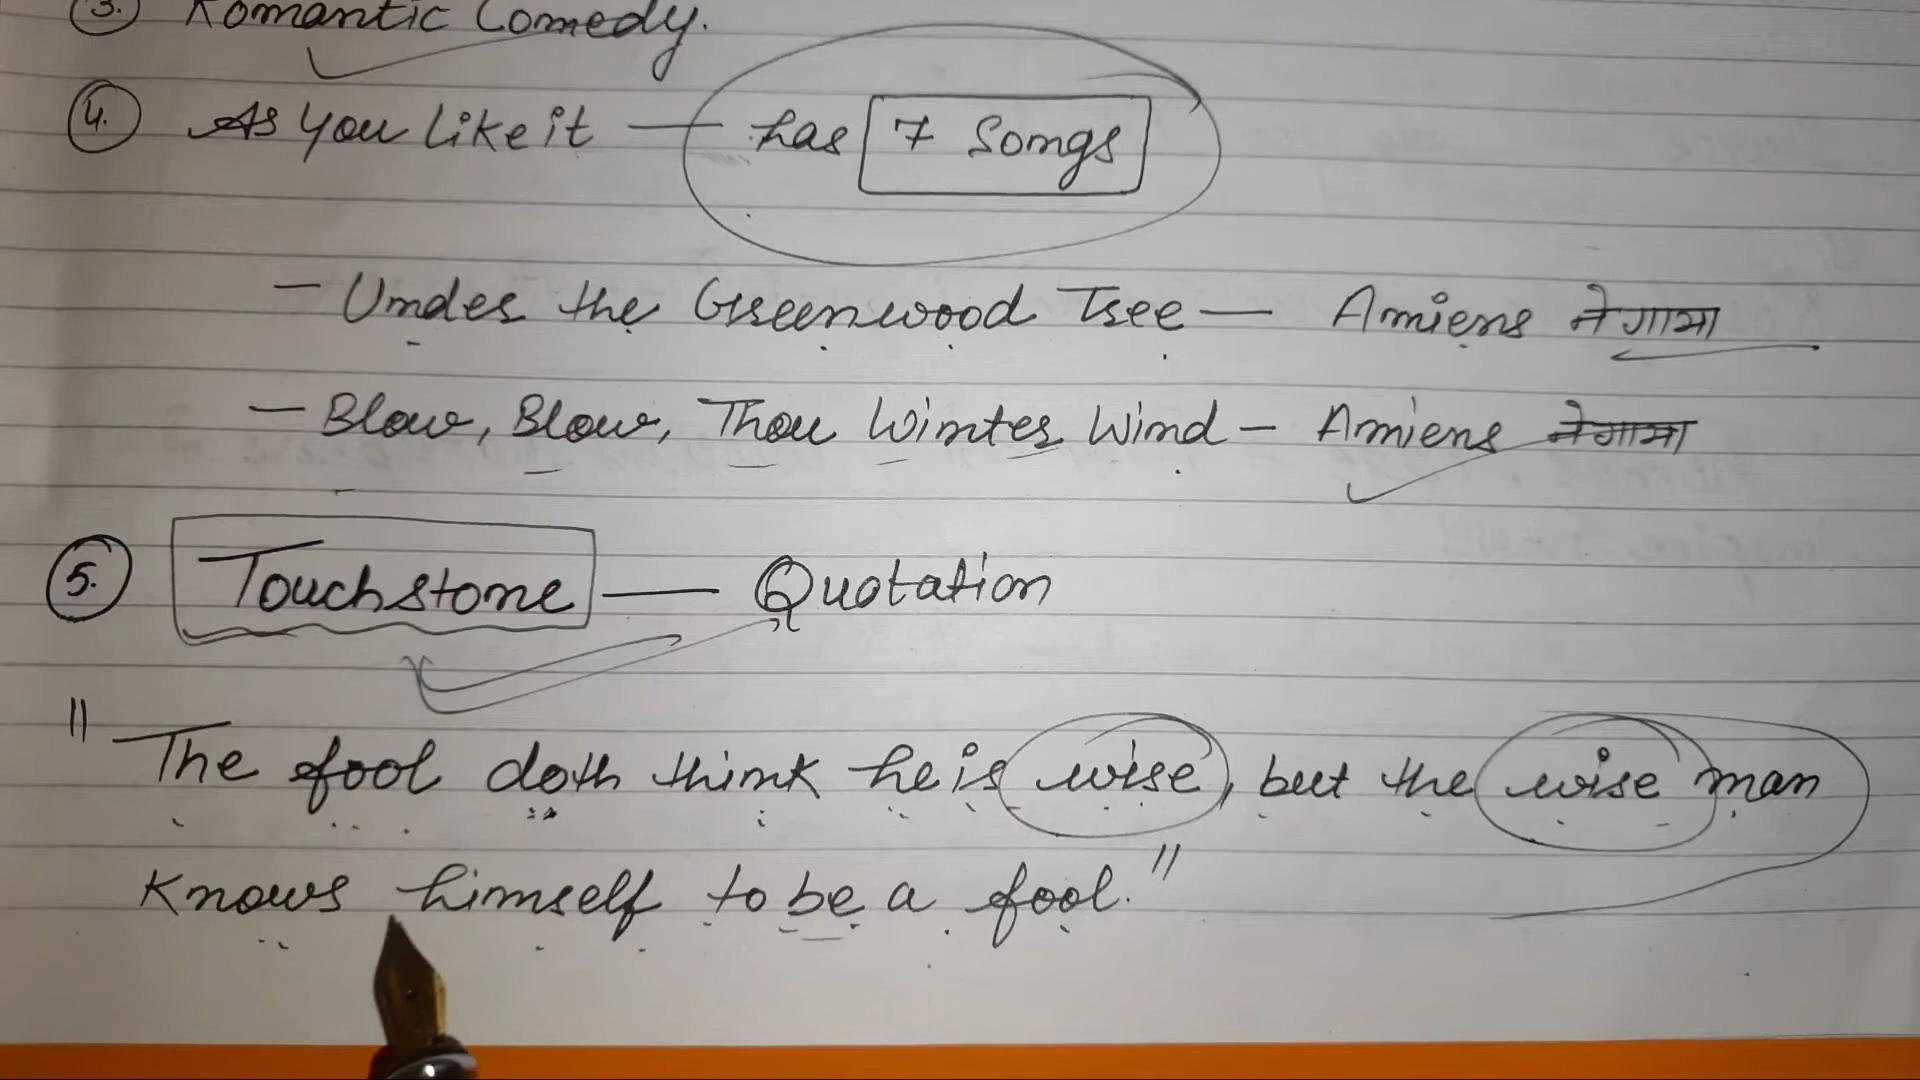 3. Romantic Comedy.
4. As You Like it — has 7 Songs
— Under the Greenwood Tree — Amiens ने गाया
— Blow, Blow, Thou Winter Wind — Amiens ने गाया
5. Touchstone — Quotation
"The fool doth think he is wise, but the wise man
Knows himself to be a fool."